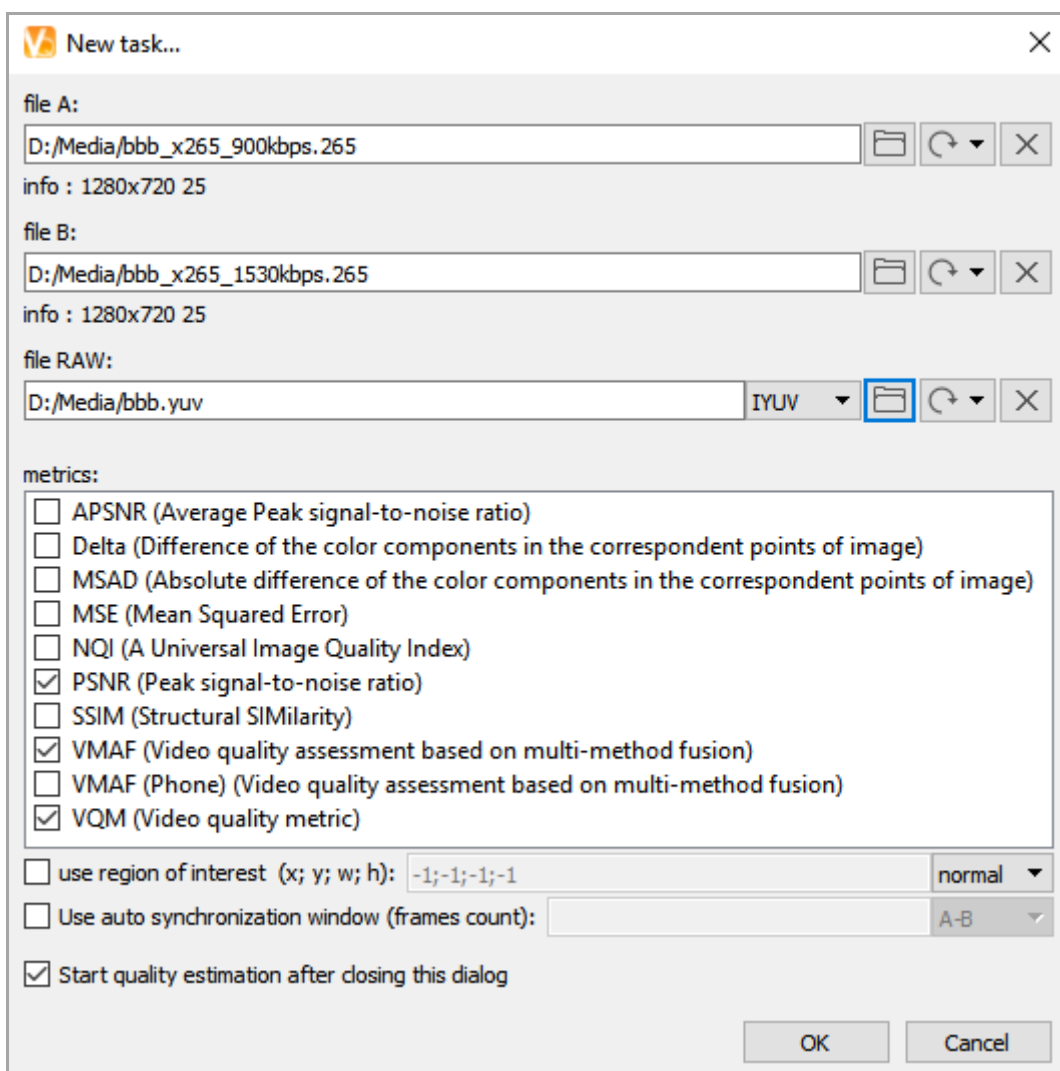 New task...
file A:
D:/Media/bbb_x265_900kbps.265
info : 1280x720 25
file B:
D:/Media/bbb_x265_1530kbps.265
info : 1280x720 25
file RAW:
D:/Media/bbb.yuv IYUV
metrics:
APSNR (Average Peak signal-to-noise ratio)
Delta (Difference of the color components in the correspondent points of image)
MSAD (Absolute difference of the color components in the correspondent points of image)
MSE (Mean Squared Error)
NQI (A Universal Image Quality Index)
PSNR (Peak signal-to-noise ratio)
SSIM (Structural SIMilarity)
VMAF (Video quality assessment based on multi-method fusion)
VMAF (Phone) (Video quality assessment based on multi-method fusion)
VQM (Video quality metric)
use region of interest (x; y; w; h): -1;-1;-1;-1 normal
Use auto synchronization window (frames count): A-B
Start quality estimation after closing this dialog
OK Cancel